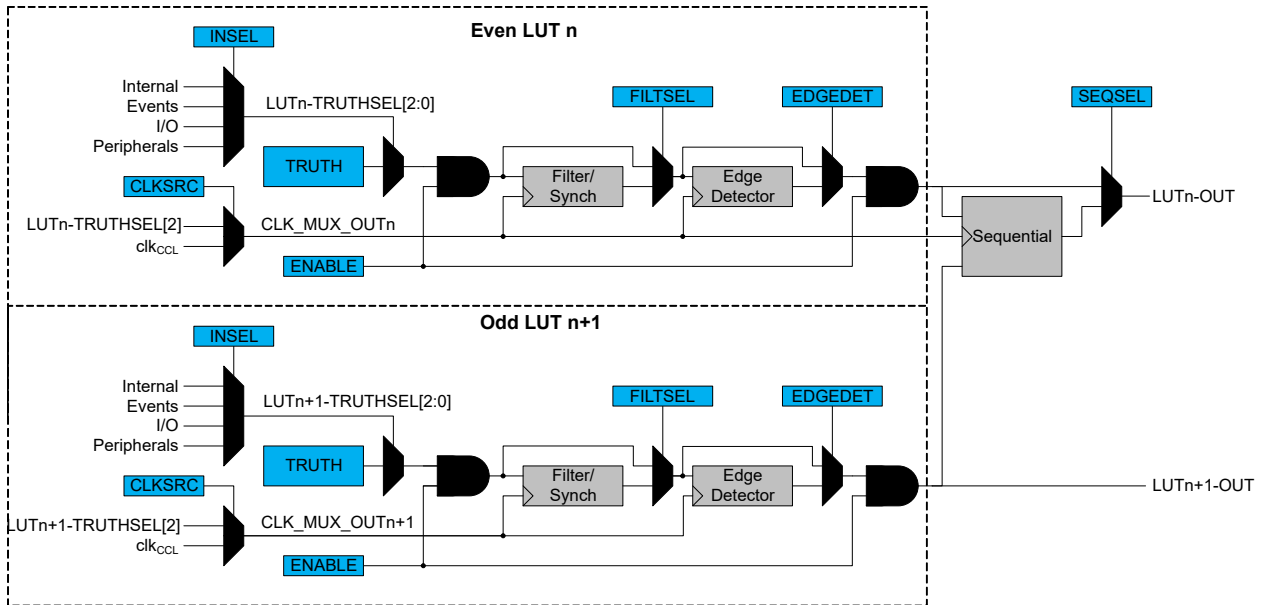 Even LUT n
INSEL
Internal
Events
I/O
Peripherals
LUTn-TRUTHSEL[2:0]
FILTSEL
EDGEDET
SEQSEL
TRUTH
Filter/
Synch
Edge
Detector
CLKSRC
LUTn-TRUTHSEL[2]
clkCCL
CLK_MUX_OUTn
ENABLE
Sequential
LUTn-OUT
Odd LUT n+1
INSEL
Internal
Events
I/O
Peripherals
LUTn+1-TRUTHSEL[2:0]
FILTSEL
EDGEDET
TRUTH
Filter/
Synch
Edge
Detector
CLKSRC
LUTn+1-TRUTHSEL[2]
clkCCL
CLK_MUX_OUTn+1
ENABLE
LUTn+1-OUT